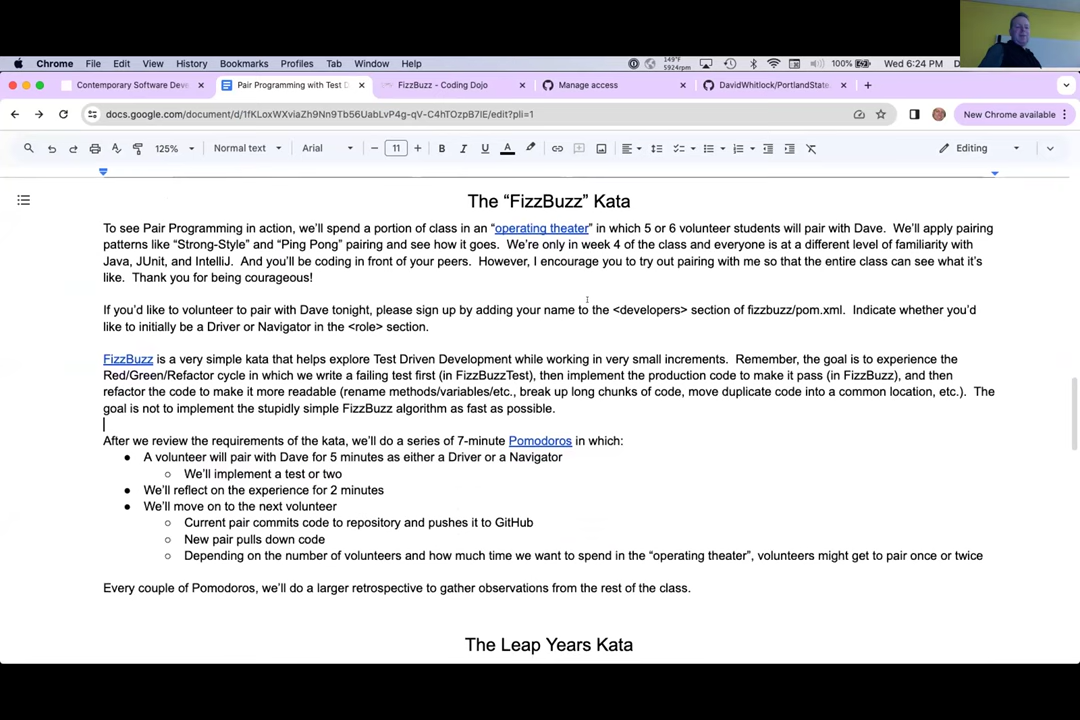 Chrome File Edit View History Bookmarks Profiles Tab Window Help 149°F 5924rpm 100% Wed 6:24 PM D
Contemporary Software Deve Pair Programming with Test D FizzBuzz - Coding Dojo Manage access DavidWhitlock/PortlandState
docs.google.com/document/d/1fKLoxWXviaZh9Nn9Tb56UabLvP4g-qV-C4hTOzpB7IE/edit?pli=1 New Chrome available
125% Normal text Arial 11 B I U A Editing
The “FizzBuzz” Kata
To see Pair Programming in action, we’ll spend a portion of class in an “operating theater” in which 5 or 6 volunteer students will pair with Dave. We’ll apply pairing
patterns like “Strong-Style” and “Ping Pong” pairing and see how it goes. We’re only in week 4 of the class and everyone is at a different level of familiarity with
Java, JUnit, and IntelliJ. And you’ll be coding in front of your peers. However, I encourage you to try out pairing with me so that the entire class can see what it’s
like. Thank you for being courageous!
If you’d like to volunteer to pair with Dave tonight, please sign up by adding your name to the <developers> section of fizzbuzz/pom.xml. Indicate whether you’d
like to initially be a Driver or Navigator in the <role> section.
FizzBuzz is a very simple kata that helps explore Test Driven Development while working in very small increments. Remember, the goal is to experience the
Red/Green/Refactor cycle in which we write a failing test first (in FizzBuzzTest), then implement the production code to make it pass (in FizzBuzz), and then
refactor the code to make it more readable (rename methods/variables/etc., break up long chunks of code, move duplicate code into a common location, etc.). The
goal is not to implement the stupidly simple FizzBuzz algorithm as fast as possible.
After we review the requirements of the kata, we’ll do a series of 7-minute Pomodoros in which:
● A volunteer will pair with Dave for 5 minutes as either a Driver or a Navigator
○ We’ll implement a test or two
● We’ll reflect on the experience for 2 minutes
● We’ll move on to the next volunteer
○ Current pair commits code to repository and pushes it to GitHub
○ New pair pulls down code
○ Depending on the number of volunteers and how much time we want to spend in the “operating theater”, volunteers might get to pair once or twice
Every couple of Pomodoros, we’ll do a larger retrospective to gather observations from the rest of the class.
The Leap Years Kata